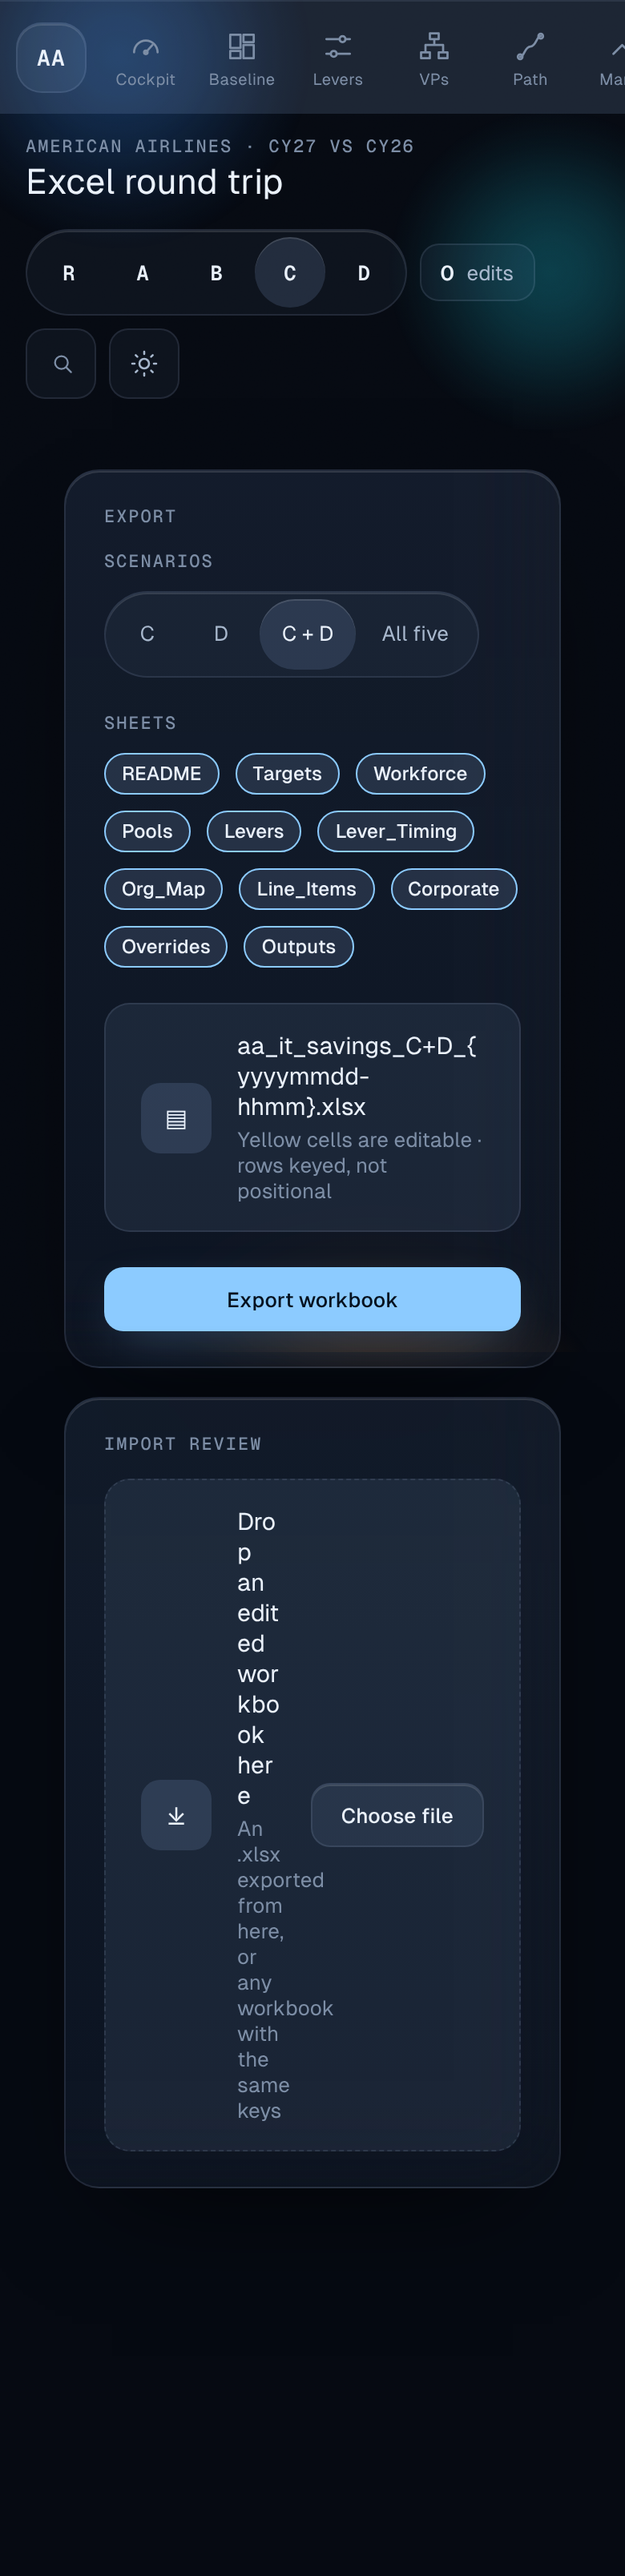 AA
Cockpit
Baseline
Levers
VPs
Path
AMERICAN AIRLINES · CY27 VS CY26
Excel round trip
R A B C D
0 edits
EXPORT
SCENARIOS
C D C + D All five
SHEETS
README Targets Workforce
Pools Levers Lever_Timing
Org_Map Line_Items Corporate
Overrides Outputs
aa_it_savings_C+D_{
yyyymmdd-
hhmm}.xlsx
Yellow cells are editable ·
rows keyed, not
positional
Export workbook
IMPORT REVIEW
Dro
p
an
edit
ed
wor
kbo
ok
her
e
An
.xlsx
exported
from
here,
or
any
workbook
with
the
same
keys
Choose file